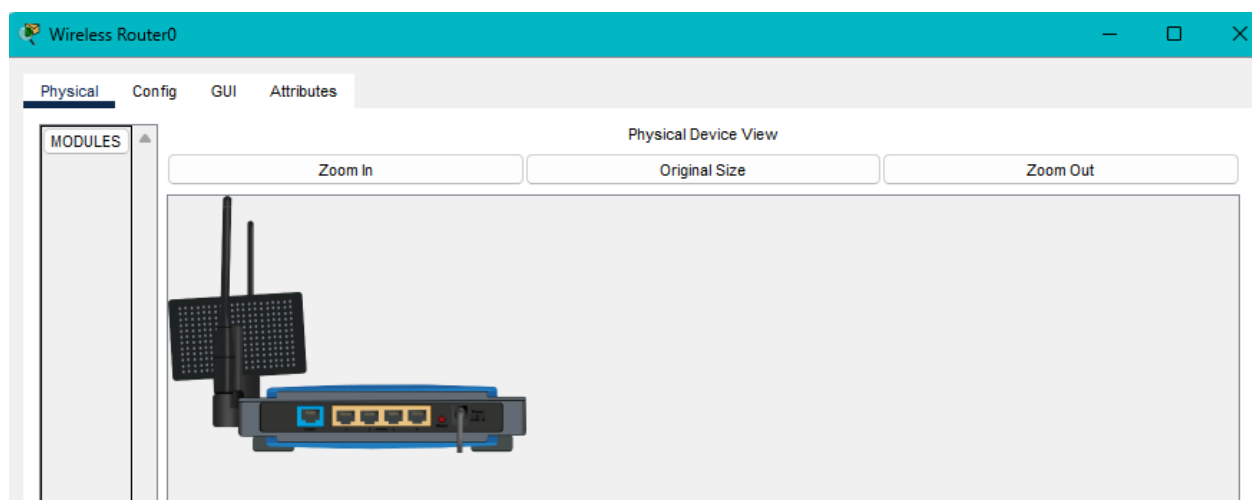 Wireless Router0
Physical Config GUI Attributes
MODULES
Physical Device View
Zoom In Original Size Zoom Out